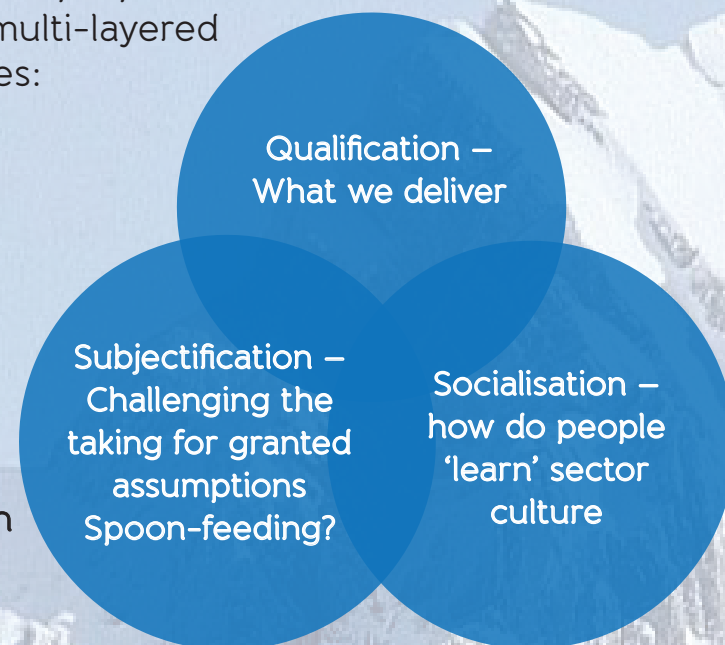 multi-layered
es:
Qualification –
What we deliver
Subjectification –
Challenging the
taking for granted
assumptions
Spoon-feeding?
Socialisation –
how do people
‘learn’ sector
culture
n